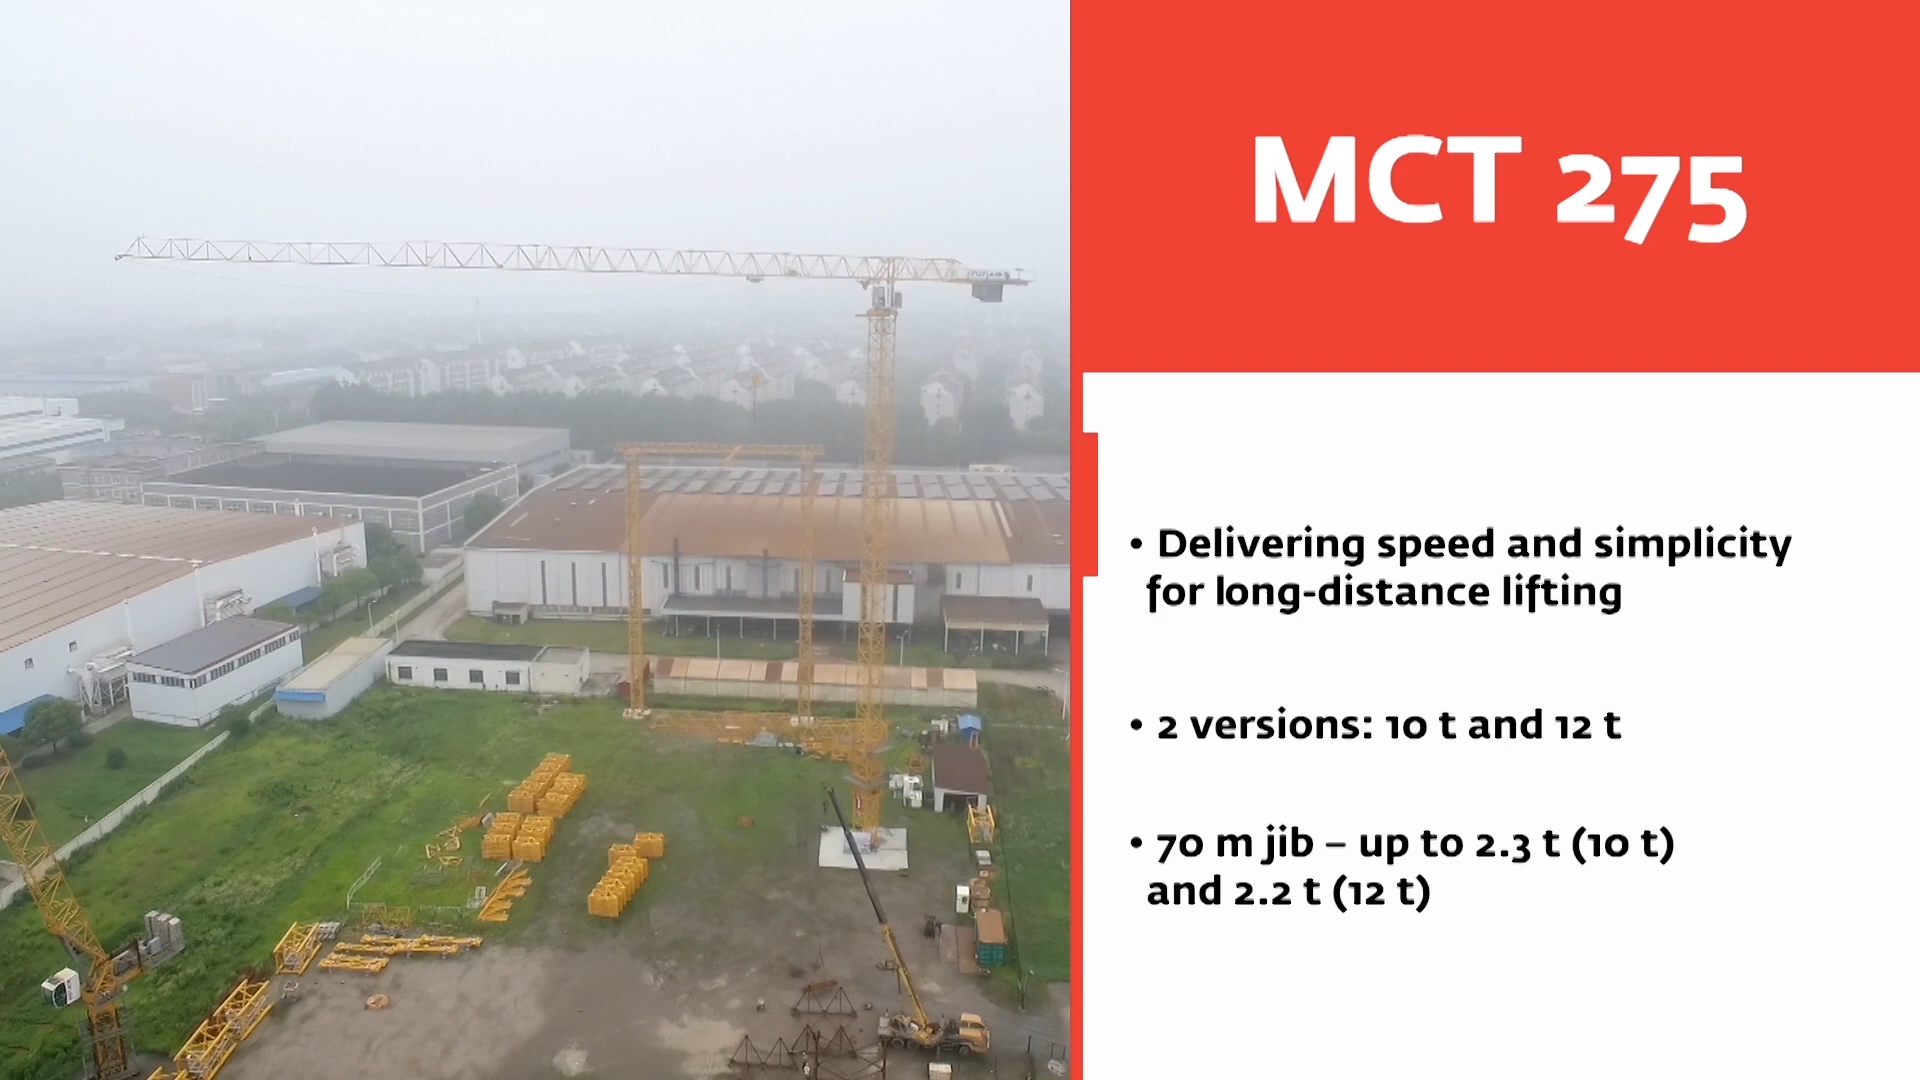 MCT 275
• Delivering speed and simplicity
for long-distance lifting
• 2 versions: 10 t and 12 t
• 70 m jib – up to 2.3 t (10 t)
and 2.2 t (12 t)